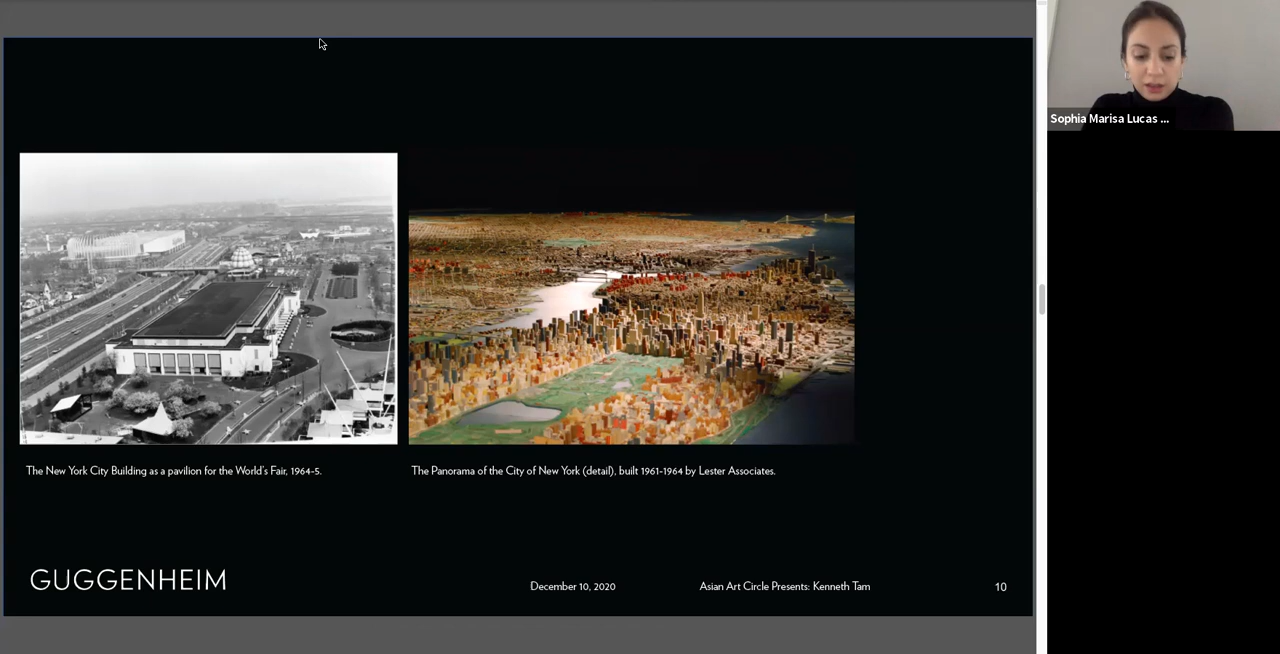 Sophia Marisa Lucas ...
The New York City Building as a pavilion for the World's Fair, 1964-5.
The Panorama of the City of New York (detail), built 1961-1964 by Lester Associates.
GUGGENHEIM
December 10, 2020
Asian Art Circle Presents: Kenneth Tam
10